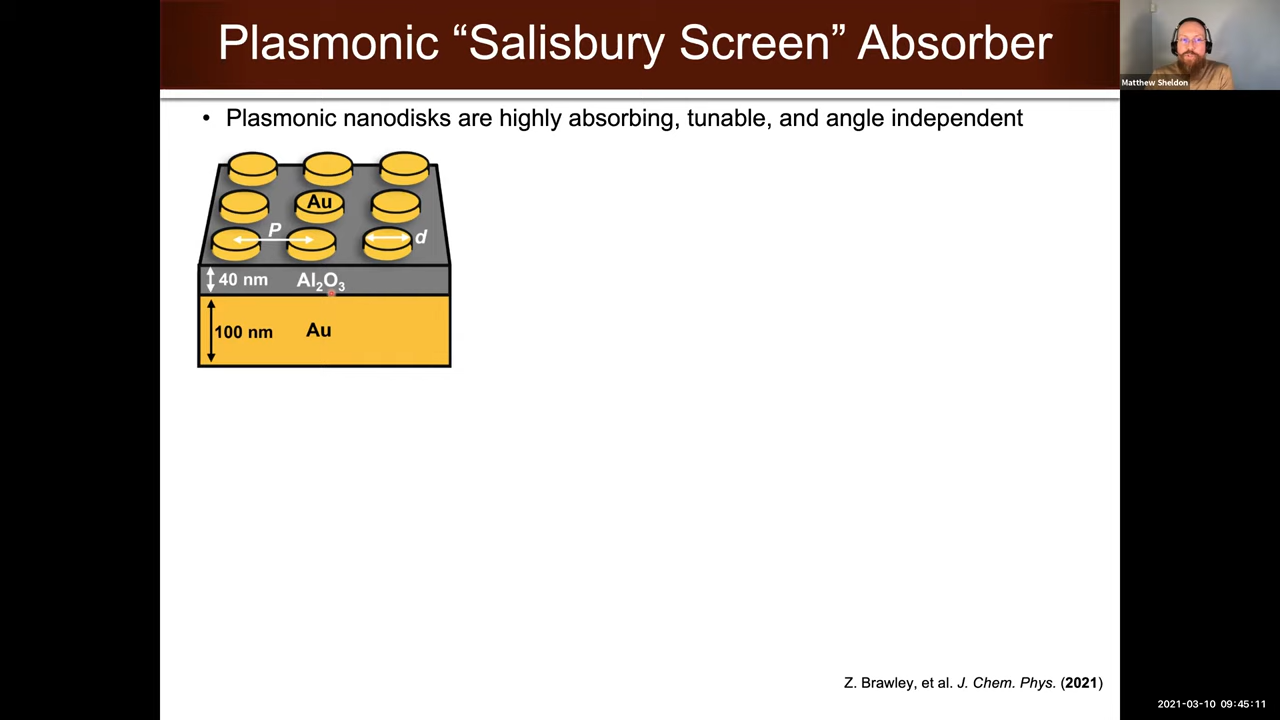 Plasmonic “Salisbury Screen” Absorber
Matthew Sheldon
• Plasmonic nanodisks are highly absorbing, tunable, and angle independent
Au
P
d
40 nm
Al₂O₃
100 nm
Au
Z. Brawley, et al. J. Chem. Phys. (2021)
2021-03-10 09:45:11